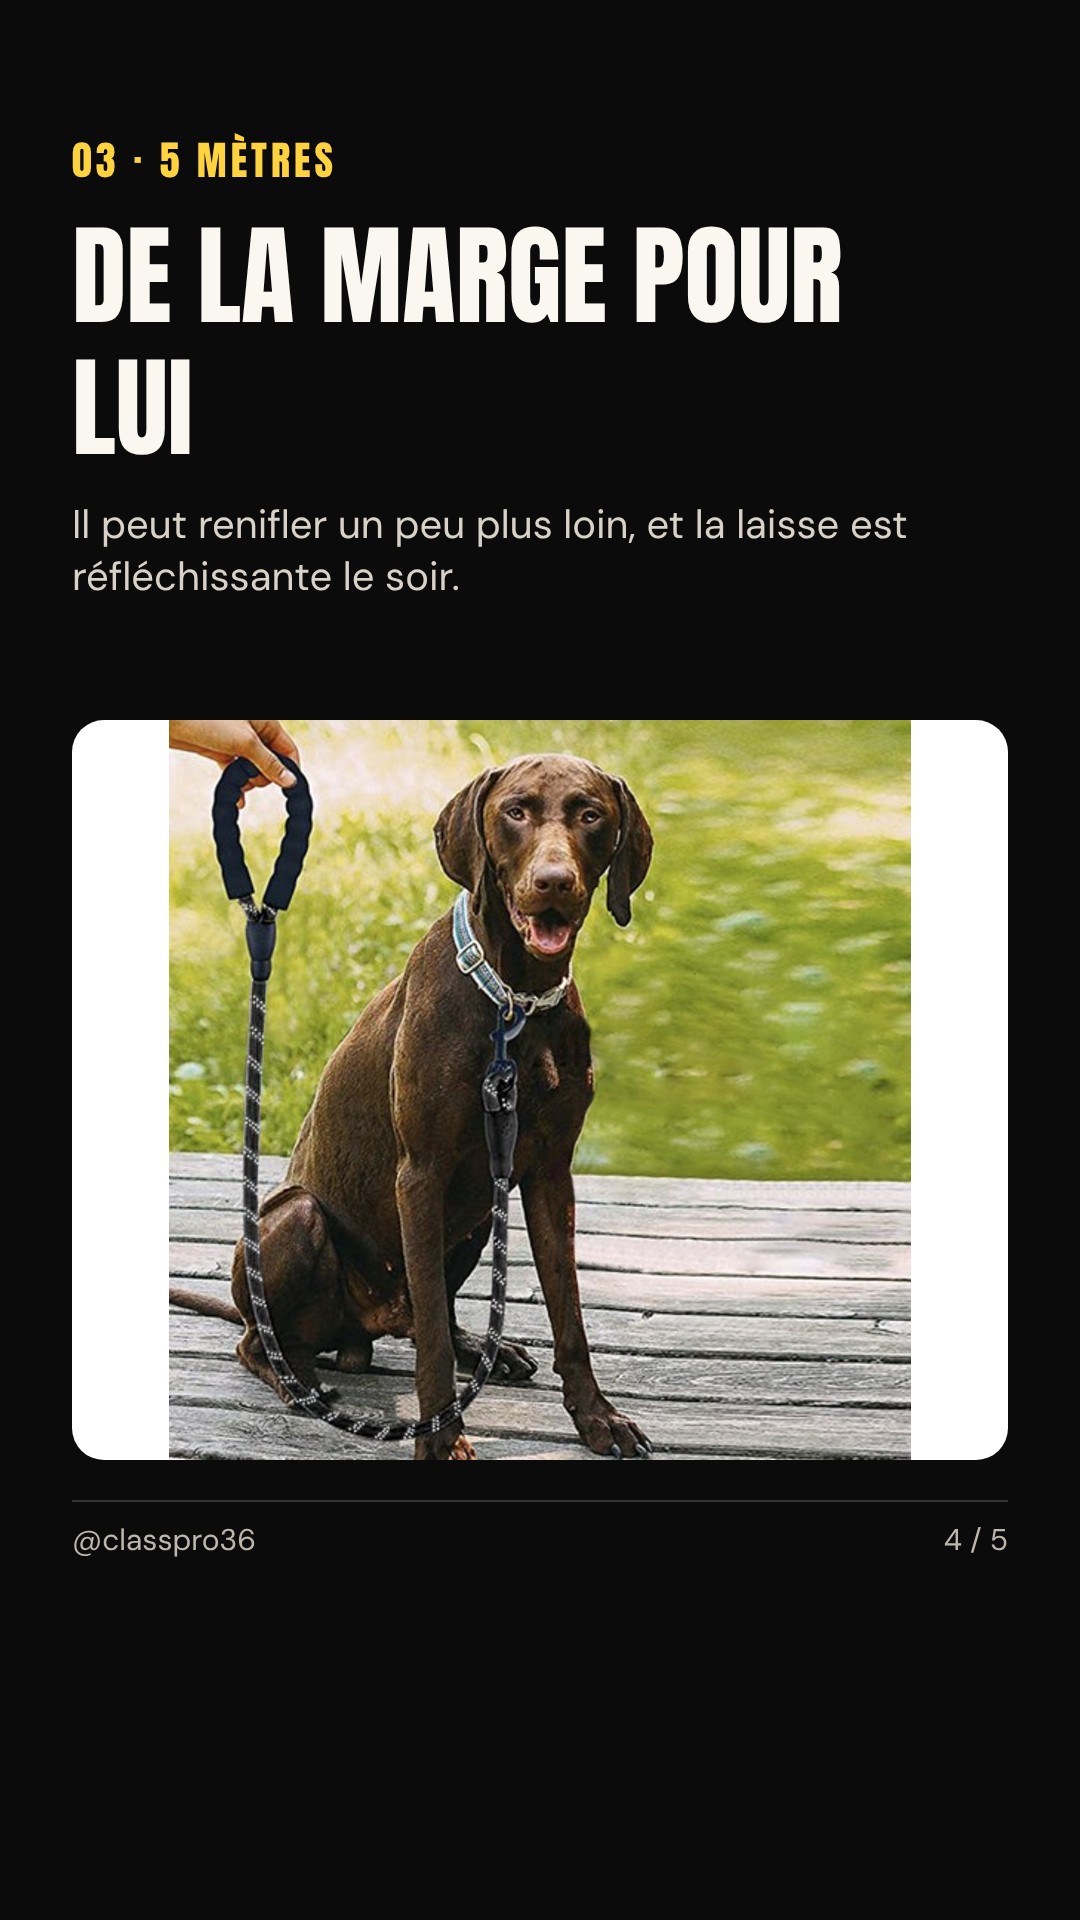 03 · 5 MÈTRES
DE LA MARGE POUR
LUI
Il peut renifler un peu plus loin, et la laisse est
réfléchissante le soir.
@classpro36
4 / 5